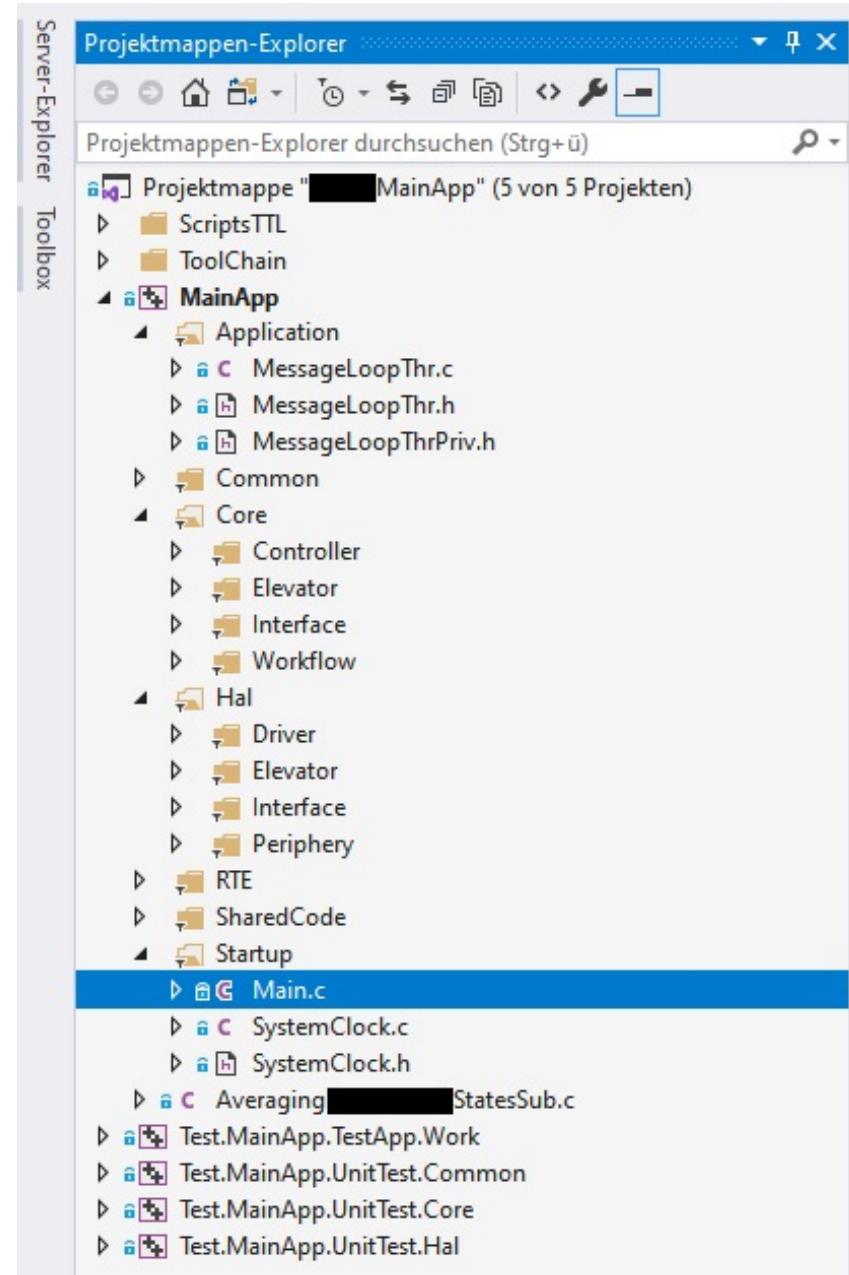 Server-Explorer
Toolbox
Projektmappen-Explorer
Projektmappen-Explorer durchsuchen (Strg+ü)
Projektmappe "MainApp" (5 von 5 Projekten)
ScriptsTTL
ToolChain
MainApp
Application
MessageLoopThr.c
MessageLoopThr.h
MessageLoopThrPriv.h
Common
Core
Controller
Elevator
Interface
Workflow
Hal
Driver
Elevator
Interface
Periphery
RTE
SharedCode
Startup
Main.c
SystemClock.c
SystemClock.h
Averaging StatesSub.c
Test.MainApp.TestApp.Work
Test.MainApp.UnitTest.Common
Test.MainApp.UnitTest.Core
Test.MainApp.UnitTest.Hal